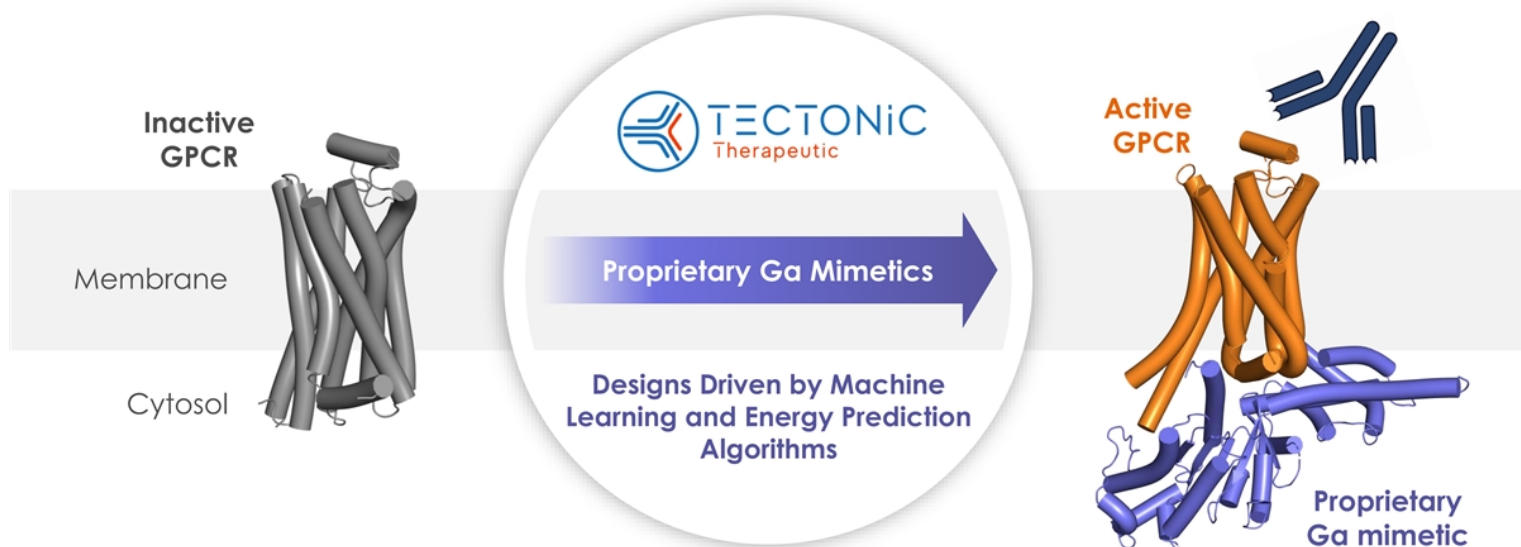 Inactive
GPCR
Membrane
Cytosol
TECTONiC
Therapeutic
Proprietary Ga Mimetics
Designs Driven by Machine
Learning and Energy Prediction
Algorithms
Active
GPCR
Proprietary
Ga mimetic